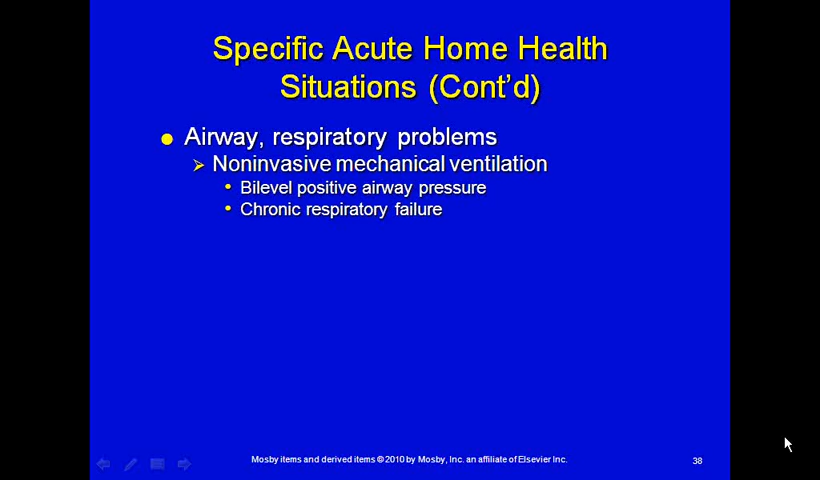 Specific Acute Home Health
Situations (Cont'd)
Airway, respiratory problems
Noninvasive mechanical ventilation
Bilevel positive airway pressure
Chronic respiratory failure
Mosby items and derived items © 2010 by Mosby, Inc. an affiliate of Elsevier Inc.
38